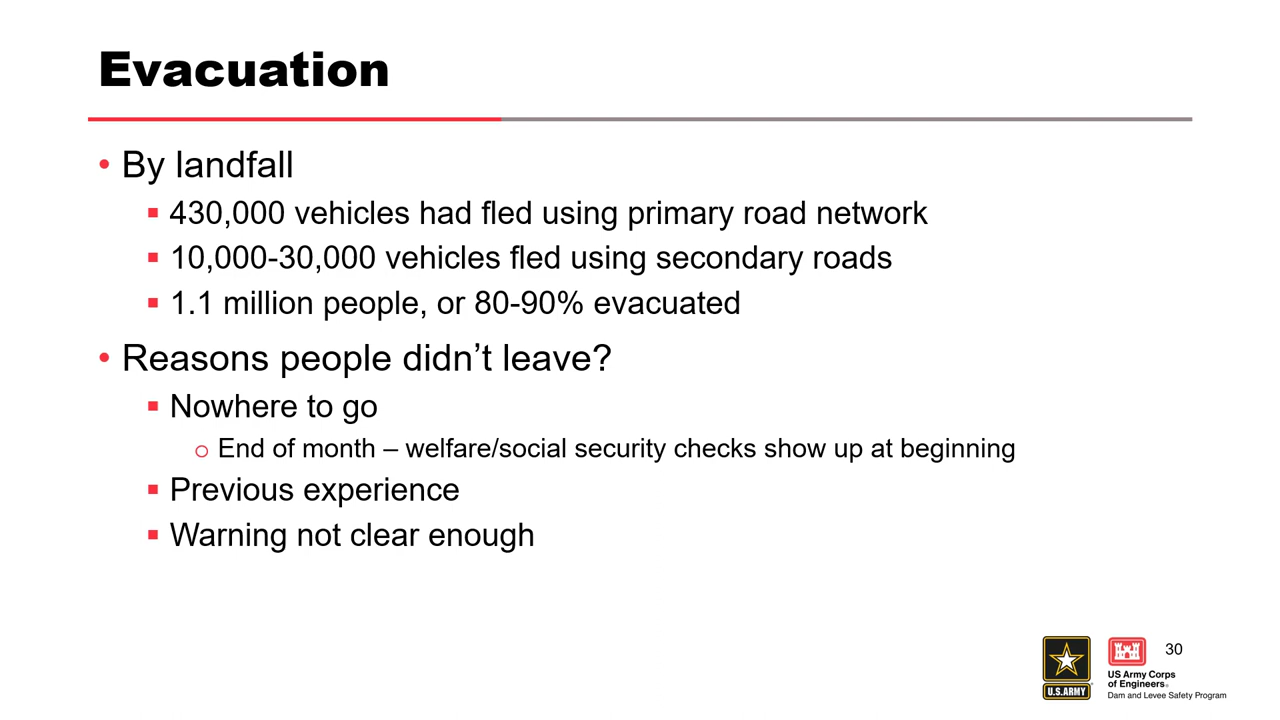 Evacuation
• By landfall
▪ 430,000 vehicles had fled using primary road network
▪ 10,000-30,000 vehicles fled using secondary roads
▪ 1.1 million people, or 80-90% evacuated
• Reasons people didn’t leave?
▪ Nowhere to go
o End of month – welfare/social security checks show up at beginning
▪ Previous experience
▪ Warning not clear enough
30
U.S.ARMY
US Army Corps
of Engineers®
Dam and Levee Safety Program